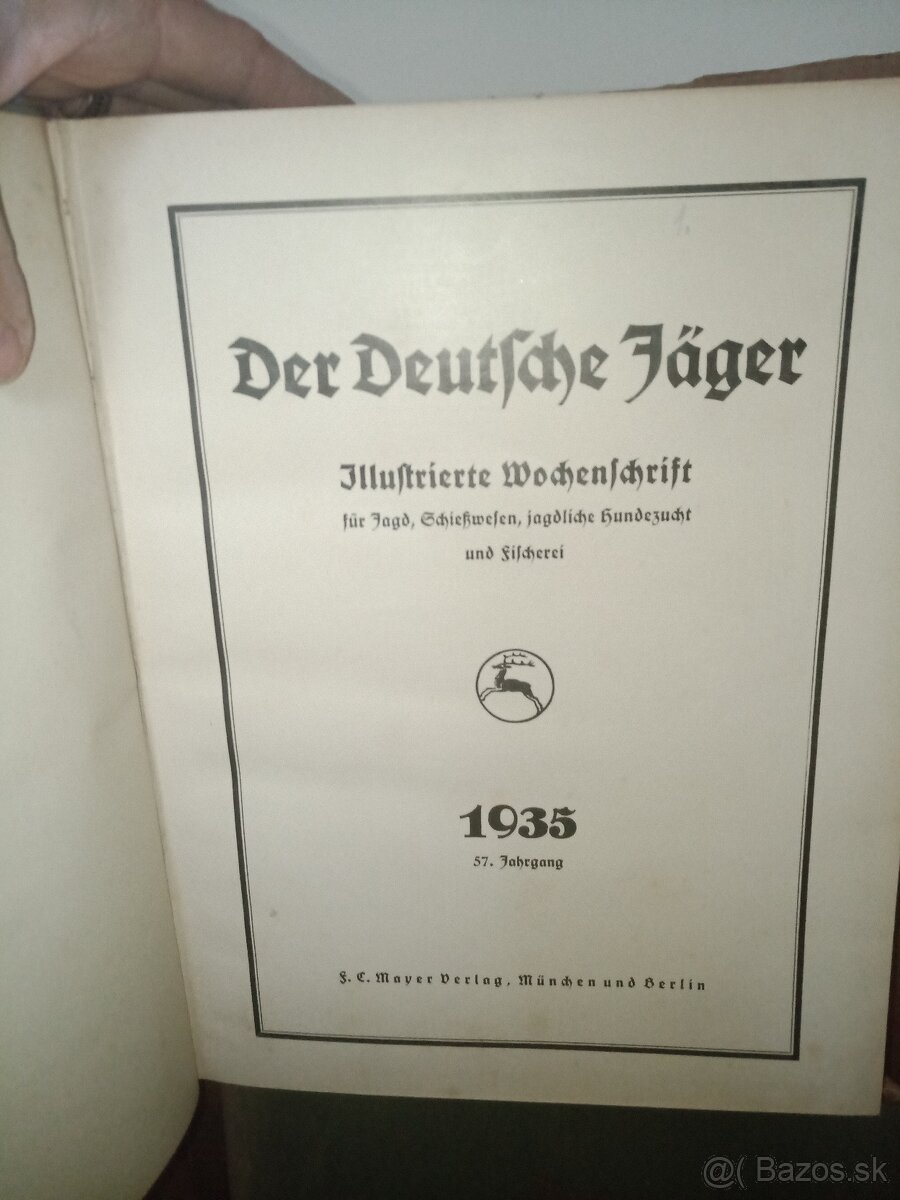 Der Deutſche Jäger
Illuſtrierte Wochenſchrift
für Jagd, Schießweſen, jagdliche Hundezucht
und Fiſcherei
1935
57. Jahrgang
F. C. Mayer Verlag, München und Berlin
@( Bazos.sk